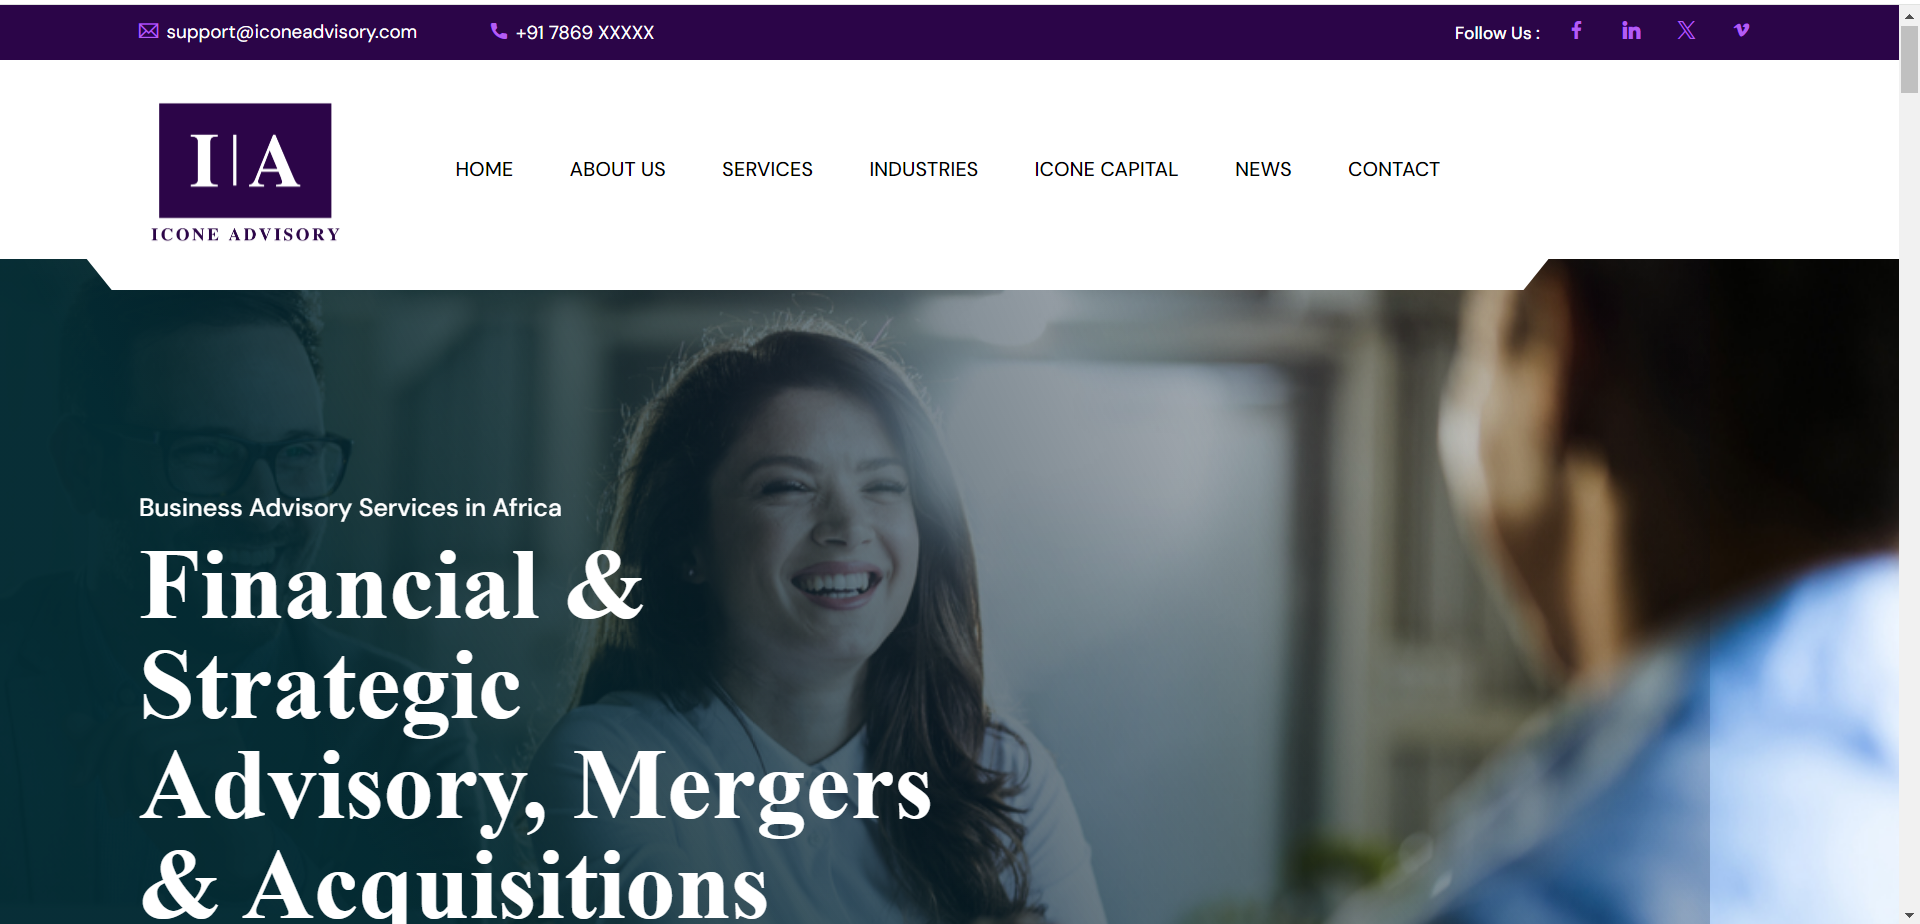 support@iconeadvisory.com
+91 7869 XXXXX
Follow Us :
I|A
ICONE ADVISORY
HOME
ABOUT US
SERVICES
INDUSTRIES
ICONE CAPITAL
NEWS
CONTACT
Business Advisory Services in Africa
Financial &
Strategic
Advisory, Mergers
& Acquisitions